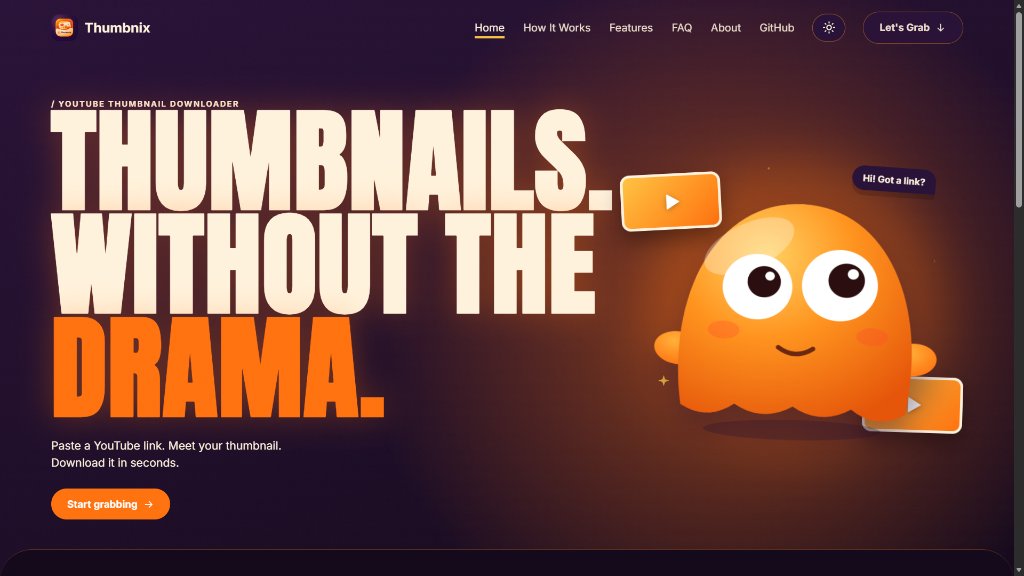 Thumbnix
Home
How It Works
Features
FAQ
About
GitHub
Let's Grab ↓
/ YOUTUBE THUMBNAIL DOWNLOADER
THUMBNAILS.
WITHOUT THE
DRAMA.
Hi! Got a link?
Paste a YouTube link. Meet your thumbnail.
Download it in seconds.
Start grabbing →